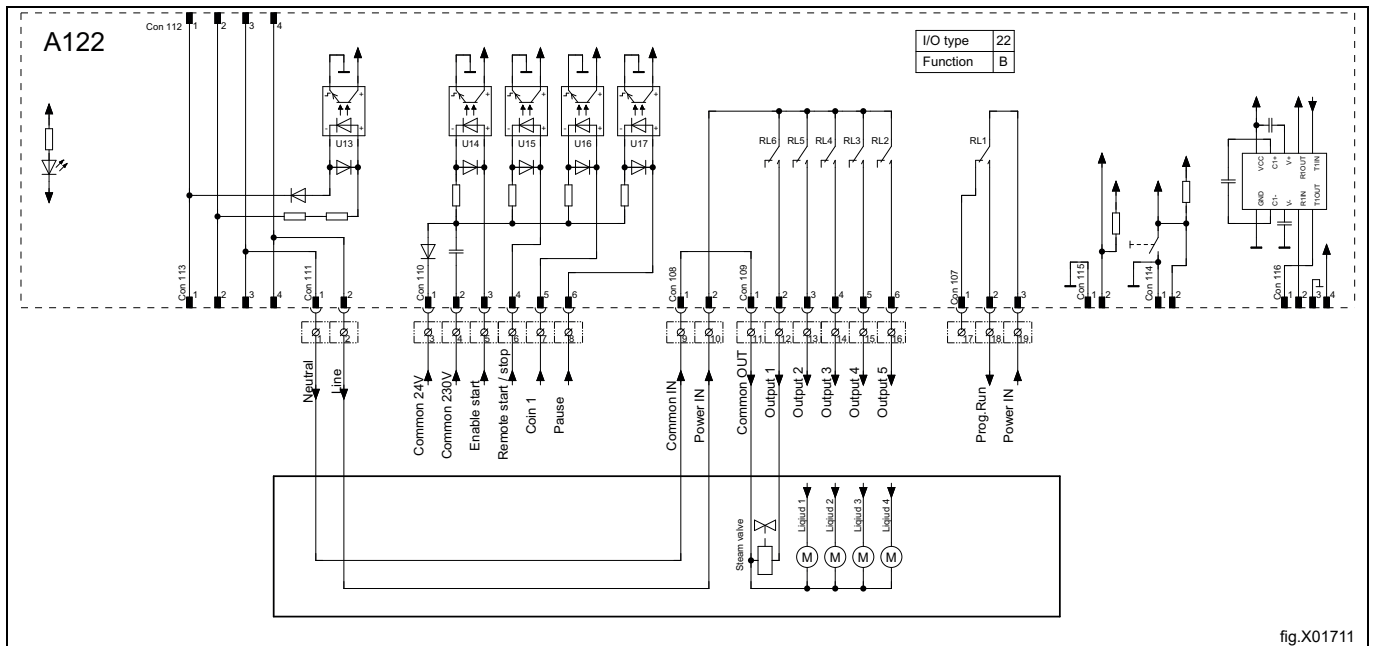 A122
Con 112
1 2 3 4
I/O type 22
Function B
- + - + - + - + - +
U13 U14 U15 U16 U17
RL6 RL5 RL4 RL3 RL2 RL1
VCC C1+ V+ R1OUT T1IN
GND C1- V- R1IN T1OUT
Con 113 1 2 3 4
Con 111 1 2
Con 110 1 2 3 4 5 6
Con 108 1 2
Con 109 1 2 3 4 5 6
Con 107 1 2 3
Con 115 1 2
Con 114 1 2
Con 116 1 2 3 4
1 2 3 4 5 6 7 8 9 10 11 12 13 14 15 16 17 18 19
Neutral
Line
Common 24V
Common 230V
Enable start
Remote start / stop
Coin 1
Pause
Common IN
Power IN
Common OUT
Output 1
Output 2
Output 3
Output 4
Output 5
Prog.Run
Power IN
Steam valve
Liqiud 1
Liqiud 2
Liqiud 3
Liqiud 4
M M M M
fig.X01711